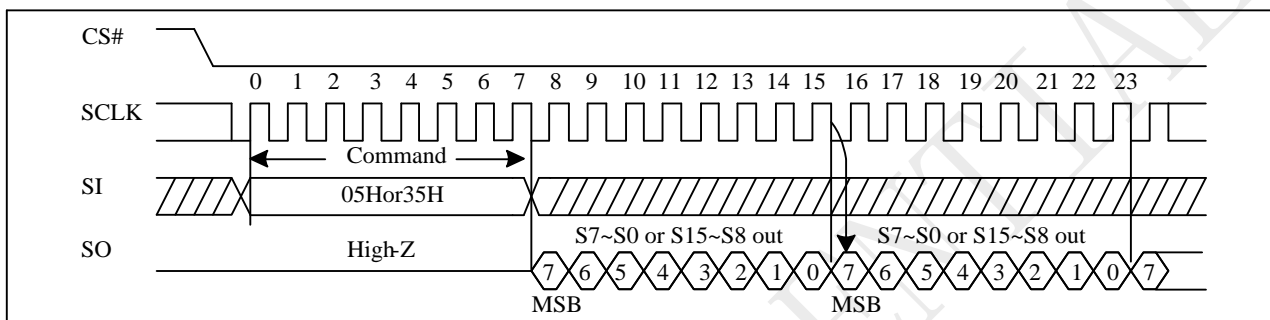 CS#
0 1 2 3 4 5 6 7 8 9 10 11 12 13 14 15 16 17 18 19 20 21 22 23
SCLK
Command
SI
05Hor35H
S7~S0 or S15~S8 out S7~S0 or S15~S8 out
SO
High-Z
7 6 5 4 3 2 1 0 7 6 5 4 3 2 1 0 7
MSB MSB